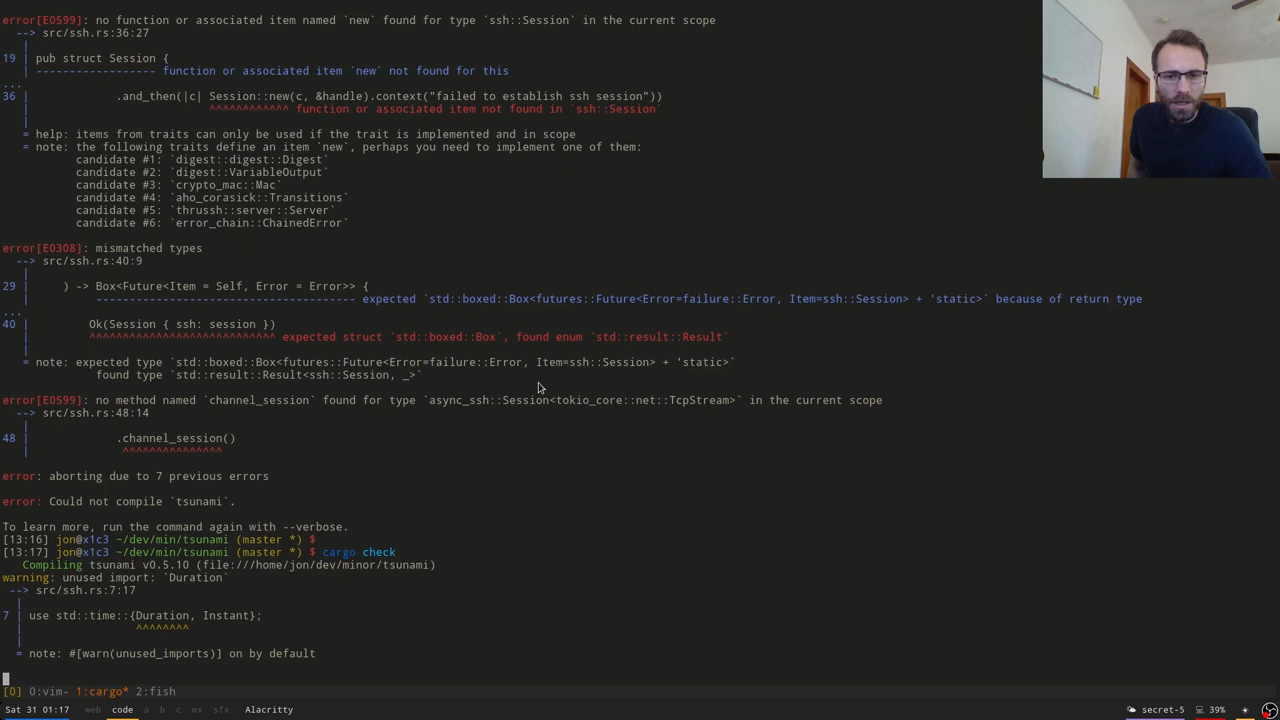 error[E0599]: no function or associated item named `new` found for type `ssh::Session` in the current scope
  --> src/ssh.rs:36:27
   |
19 | pub struct Session {
   | ------------------ function or associated item `new` not found for this
...
36 |         .and_then(|c| Session::new(c, &handle).context("failed to establish ssh session"))
   |                       ^^^^^^^^^^^^ function or associated item not found in `ssh::Session`
   |
   = help: items from traits can only be used if the trait is implemented and in scope
   = note: the following traits define an item `new`, perhaps you need to implement one of them:
           candidate #1: `digest::digest::Digest`
           candidate #2: `digest::VariableOutput`
           candidate #3: `crypto_mac::Mac`
           candidate #4: `aho_corasick::Transitions`
           candidate #5: `thrussh::server::Server`
           candidate #6: `error_chain::ChainedError`
error[E0308]: mismatched types
  --> src/ssh.rs:40:9
   |
29 |     ) -> Box<Future<Item = Self, Error = Error>> {
   |          --------------------------------------- expected `std::boxed::Box<futures::Future<Error=failure::Error, Item=ssh::Session> + 'static>` because of return type
...
40 |         Ok(Session { ssh: session })
   |         ^^^^^^^^^^^^^^^^^^^^^^^^^^^^ expected struct `std::boxed::Box`, found enum `std::result::Result`
   |
   = note: expected type `std::boxed::Box<futures::Future<Error=failure::Error, Item=ssh::Session> + 'static>`
              found type `std::result::Result<ssh::Session, _>`
error[E0599]: no method named `channel_session` found for type `async_ssh::Session<tokio_core::net::TcpStream>` in the current scope
  --> src/ssh.rs:48:14
   |
48 |             .channel_session()
   |              ^^^^^^^^^^^^^^^
error: aborting due to 7 previous errors
error: Could not compile `tsunami`.
To learn more, run the command again with --verbose.
[13:16] jon@x1c3 ~/dev/min/tsunami (master *) $
[13:17] jon@x1c3 ~/dev/min/tsunami (master *) $ cargo check
   Compiling tsunami v0.5.10 (file:///home/jon/dev/minor/tsunami)
warning: unused import: `Duration`
 --> src/ssh.rs:7:17
  |
7 | use std::time::{Duration, Instant};
  |                 ^^^^^^^^
  |
  = note: #[warn(unused_imports)] on by default
[0] 0:vim- 1:cargo* 2:fish
Sat 31 01:17 web code a b c mx sfx Alacritty secret-5 39%